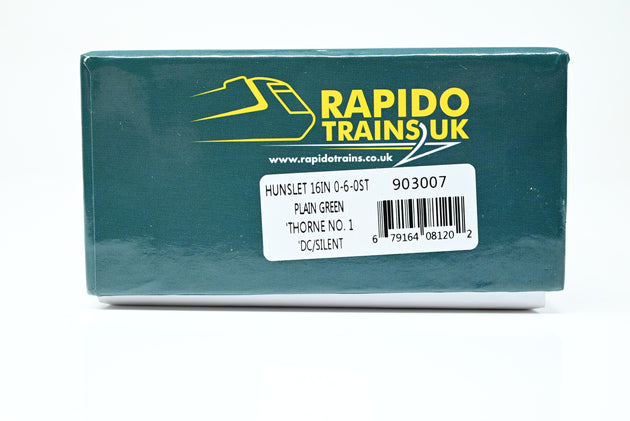 RAPIDO
TRAINS UK
www.rapidotrains.co.uk
HUNSLET 16IN 0-6-0ST
PLAIN GREEN
'THORNE NO. 1
'DC/SILENT
903007
6 79164 08120 2